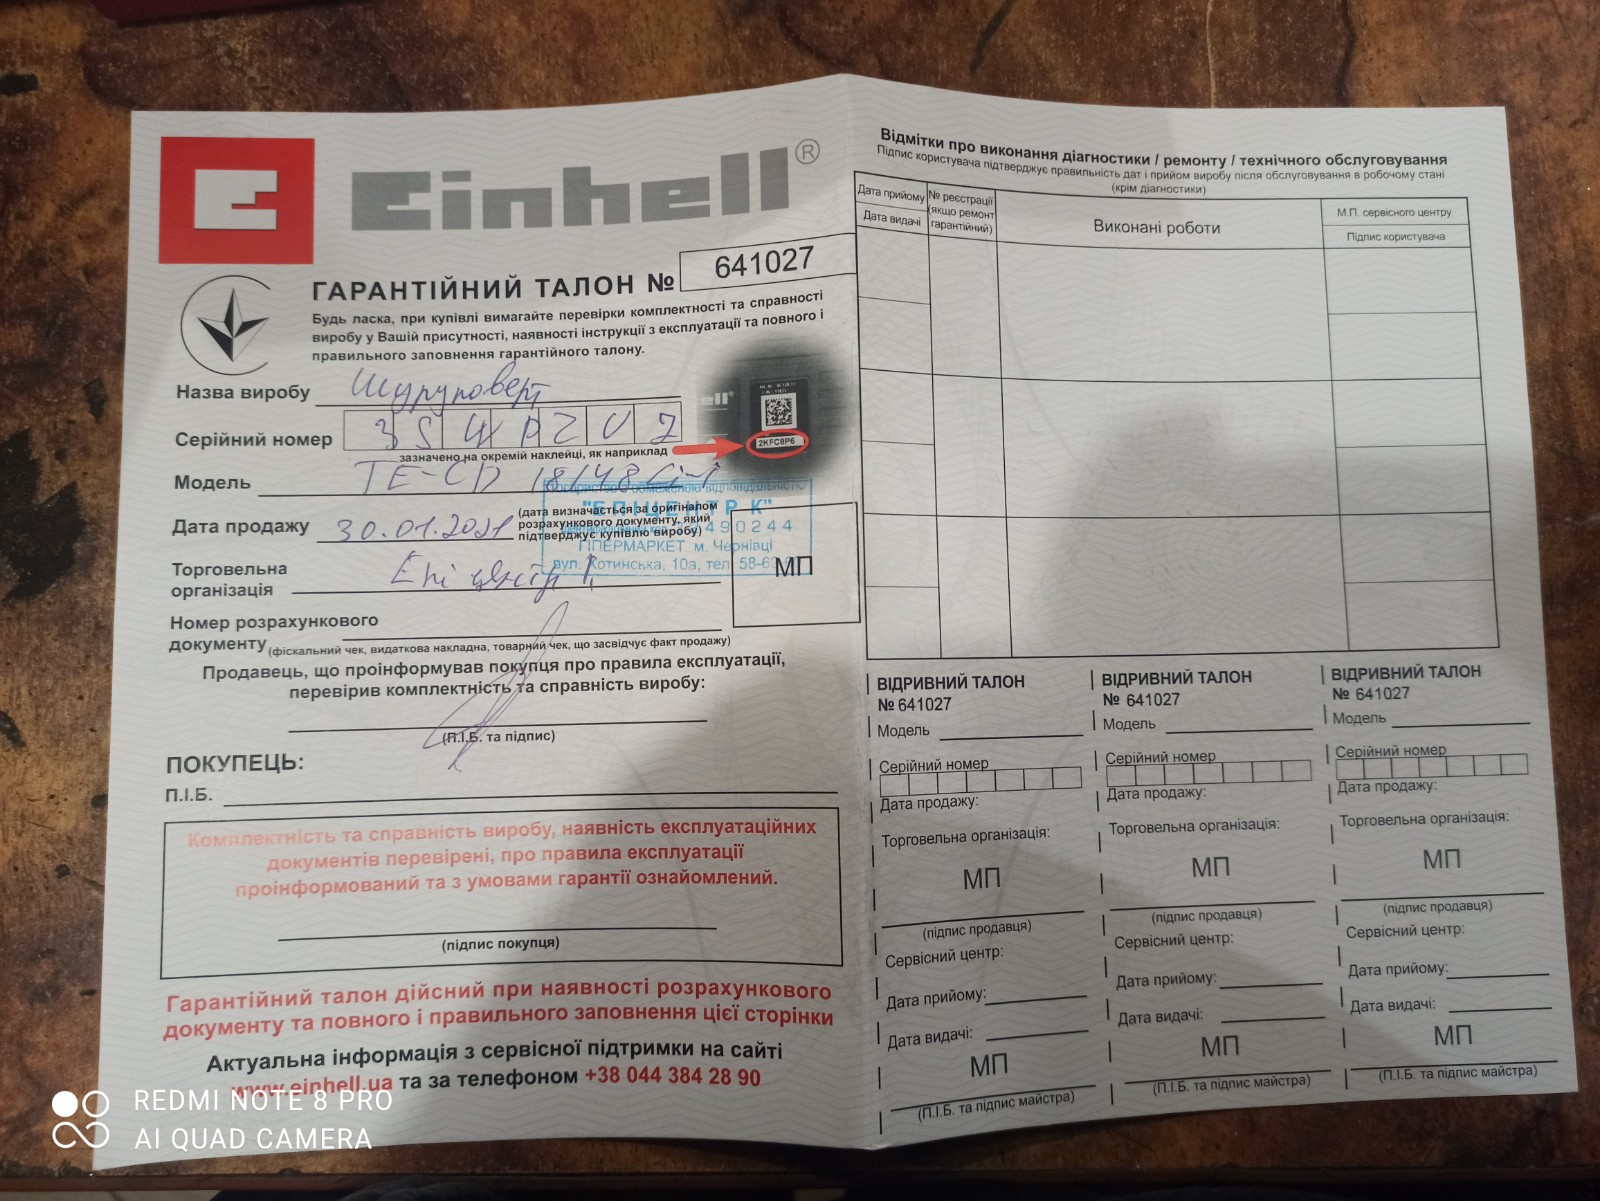 Einhell®
ГАРАНТІЙНИЙ ТАЛОН № 641027
Будь ласка, при купівлі вимагайте перевірки комплектності та справності
виробу у Вашій присутності, наявності інструкції з експлуатації та повного і
правильного заповнення гарантійного талону.
Назва виробу Шуруповерт
Серійний номер
зазначено на окремій наклейці, як наприклад
2KFC8P6
Модель TE-CD 18/48 Li-i
Дата продажу 30.01.2021
(дата визначається за оригіналом
розрахункового документу, який
підтверджує купівлю виробу)
товариство з обмеженою відповідальністю
"ЕПІЦЕНТР К"
490244
ГІПЕРМАРКЕТ м. Чернівці
вул. Хотинська, 10а, тел. 58-62
МП
Торговельна
організація Епіцентр К
Номер розрахункового
документу (фіскальний чек, видаткова накладна, товарний чек, що засвідчує факт продажу)
Продавець, що проінформував покупця про правила експлуатації,
перевірив комплектність та справність виробу:
(П.І.Б. та підпис)
ПОКУПЕЦЬ:
П.І.Б.
Комплектність та справність виробу, наявність експлуатаційних
документів перевірені, про правила експлуатації
проінформований та з умовами гарантії ознайомлений.
(підпис покупця)
Гарантійний талон дійсний при наявності розрахункового
документу та повного і правильного заповнення цієї сторінки
Актуальна інформація з сервісної підтримки на сайті
www.einhell.ua та за телефоном +38 044 384 28 90
Відмітки про виконання діагностики / ремонту / технічного обслуговування
Підпис користувача підтверджує правильність дат і прийом виробу після обслуговування в робочому стані
(крім діагностики)
Дата прийому
Дата видачі
№ реєстрації
(якщо ремонт
гарантійний)
Виконані роботи
М.П. сервісного центру
Підпис користувача
ВІДРИВНИЙ ТАЛОН
№ 641027
Модель
Серійний номер
Дата продажу:
Торговельна організація:
МП
(підпис продавця)
Сервісний центр:
Дата прийому:
Дата видачі:
МП
(П.І.Б. та підпис майстра)
ВІДРИВНИЙ ТАЛОН
№ 641027
Модель
Серійний номер
Дата продажу:
Торговельна організація:
МП
(підпис продавця)
Сервісний центр:
Дата прийому:
Дата видачі:
МП
(П.І.Б. та підпис майстра)
ВІДРИВНИЙ ТАЛОН
№ 641027
Модель
Серійний номер
Дата продажу:
Торговельна організація:
МП
(підпис продавця)
Сервісний центр:
Дата прийому:
Дата видачі:
МП
(П.І.Б. та підпис майстра)
REDMI NOTE 8 PRO
AI QUAD CAMERA